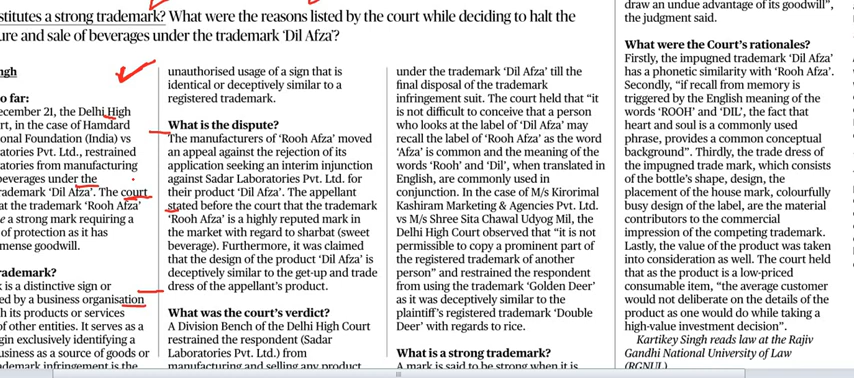 stitutes a strong trademark? What were the reasons listed by the court while deciding to halt the
ure and sale of beverages under the trademark ‘Dil Afza’?
ngh
o far:
ecember 21, the Delhi High
rt, in the case of Hamdard
onal Foundation (India) vs
atories Pvt. Ltd., restrained
atories from manufacturing
beverages under the
rademark ‘Dil Afza’. The court
at the trademark ‘Rooh Afza’
e a strong mark requiring a
of protection as it has
mense goodwill.
rademark?
k is a distinctive sign or
ed by a business organisation
h its products or services
of other entities. It serves as a
gin exclusively identifying a
usiness as a source of goods or
ademark infringement is the
unauthorised usage of a sign that is
identical or deceptively similar to a
registered trademark.
What is the dispute?
The manufacturers of ‘Rooh Afza’ moved
an appeal against the rejection of its
application seeking an interim injunction
against Sadar Laboratories Pvt. Ltd. for
their product ‘Dil Afza’. The appellant
stated before the court that the trademark
‘Rooh Afza’ is a highly reputed mark in
the market with regard to sharbat (sweet
beverage). Furthermore, it was claimed
that the design of the product ‘Dil Afza’ is
deceptively similar to the get-up and trade
dress of the appellant’s product.
What was the court’s verdict?
A Division Bench of the Delhi High Court
restrained the respondent (Sadar
Laboratories Pvt. Ltd.) from
manufacturing and selling any product
under the trademark ‘Dil Afza’ till the
final disposal of the trademark
infringement suit. The court held that “it
is not difficult to conceive that a person
who looks at the label of ‘Dil Afza’ may
recall the label of ‘Rooh Afza’ as the word
‘Afza’ is common and the meaning of the
words ‘Rooh’ and ‘Dil’, when translated in
English, are commonly used in
conjunction. In the case of M/s Kirorimal
Kashiram Marketing & Agencies Pvt. Ltd.
vs M/s Shree Sita Chawal Udyog Mil, the
Delhi High Court observed that “it is not
permissible to copy a prominent part of
the registered trademark of another
person” and restrained the respondent
from using the trademark ‘Golden Deer’
as it was deceptively similar to the
plaintiff’s registered trademark ‘Double
Deer’ with regards to rice.
What is a strong trademark?
A mark is said to be strong when it is
draw an undue advantage of its goodwill”,
the judgment said.
What were the Court’s rationales?
Firstly, the impugned trademark ‘Dil Afza’
has a phonetic similarity with ‘Rooh Afza’.
Secondly, “if recall from memory is
triggered by the English meaning of the
words ‘ROOH’ and ‘DIL’, the fact that
heart and soul is a commonly used
phrase, provides a common conceptual
background”. Thirdly, the trade dress of
the impugned trade mark, which consists
of the bottle’s shape, design, the
placement of the house mark, colourfully
busy design of the label, are the material
contributors to the commercial
impression of the competing trademark.
Lastly, the value of the product was taken
into consideration as well. The court held
that as the product is a low-priced
consumable item, “the average customer
would not deliberate on the details of the
product as one would do while taking a
high-value investment decision”.
Kartikey Singh reads law at the Rajiv
Gandhi National University of Law
(RGNUL)